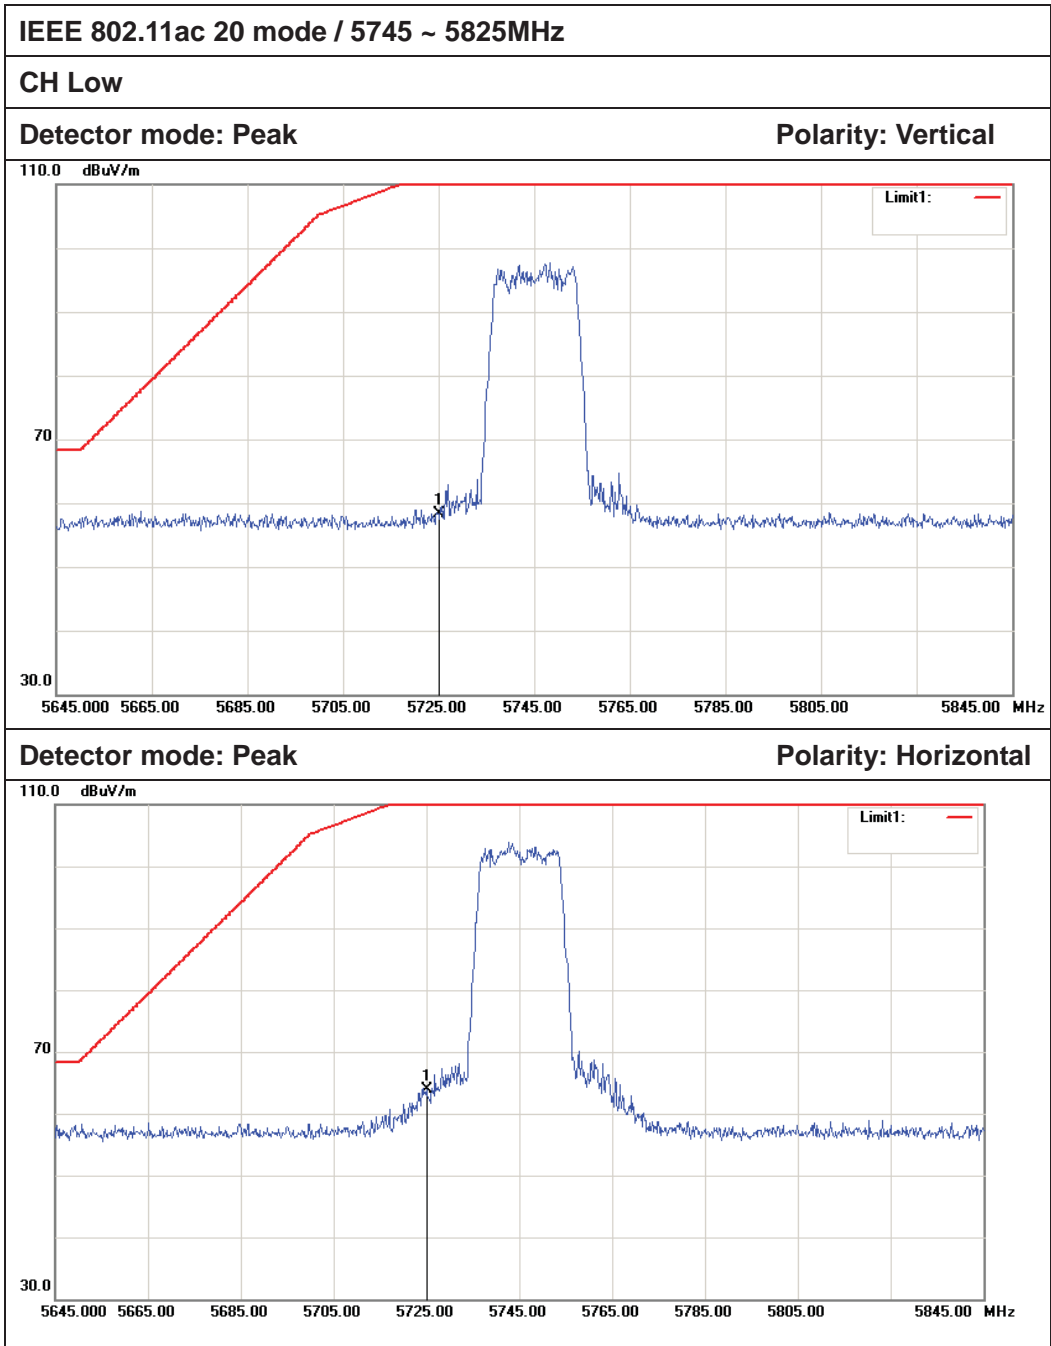 IEEE 802.11ac 20 mode / 5745 ~ 5825MHz
CH Low
Detector mode: Peak Polarity: Vertical
110.0 dBuV/m
Limit1:
70
1
30.0
5645.000 5665.00 5685.00 5705.00 5725.00 5745.00 5765.00 5785.00 5805.00 5845.00 MHz
Detector mode: Peak Polarity: Horizontal
110.0 dBuV/m
Limit1:
70
1
30.0
5645.000 5665.00 5685.00 5705.00 5725.00 5745.00 5765.00 5785.00 5805.00 5845.00 MHz